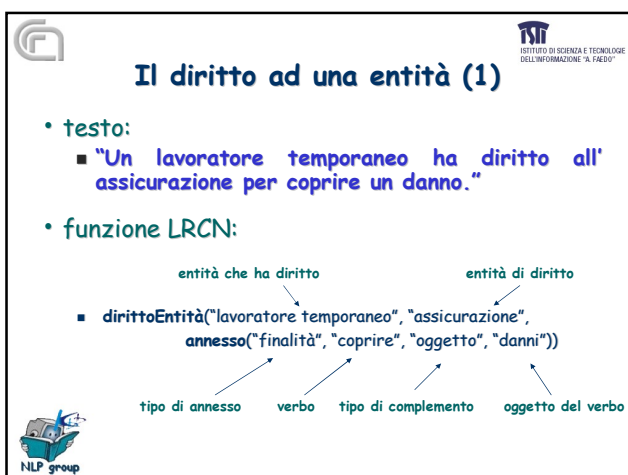 ISTI
ISTITUTO DI SCIENZA E TECNOLOGIE
DELL'INFORMAZIONE "A. FAEDO"
Il diritto ad una entità (1)
• testo:
▪ "Un lavoratore temporaneo ha diritto all'
assicurazione per coprire un danno."
• funzione LRCN:
entità che ha diritto entità di diritto
▪ dirittoEntità("lavoratore temporaneo", "assicurazione",
annesso("finalità", "coprire", "oggetto", "danni"))
tipo di annesso verbo tipo di complemento oggetto del verbo
NLP group